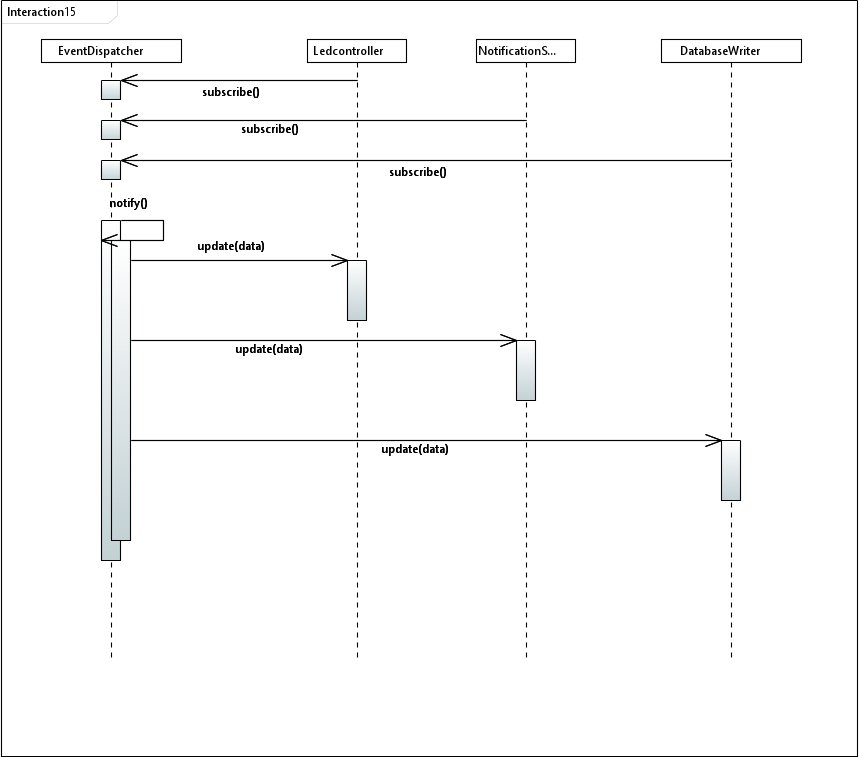 Interaction15
EventDispatcher
Ledcontroller
NotificationS...
DatabaseWriter
subscribe()
subscribe()
subscribe()
notify()
update(data)
update(data)
update(data)